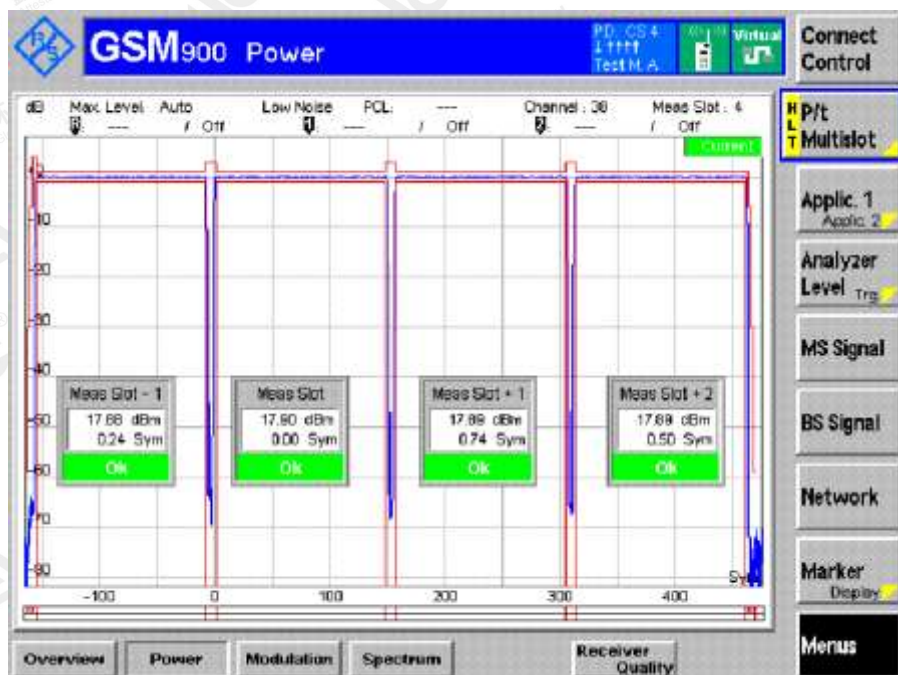 R&S
GSM900 Power
PD: CS 4
Test M. A
Virtual
Connect Control
dB Max. Level Auto Low Noise PCL: --- Channel : 38 Meas Slot : 4
--- / Off 1 --- / Off 2 --- / Off
Current
HLT
P/t Multislot
Applic. 1
Applic. 2
Analyzer Level Trg.
MS Signal
BS Signal
Network
Marker
Display
Menus
-10
-20
-30
-40
-50
-60
-70
-80
Meas Slot - 1
17.88 dBm
0.24 Sym
Ok
Meas Slot
17.90 dBm
0.00 Sym
Ok
Meas Slot + 1
17.89 dBm
0.74 Sym
Ok
Meas Slot + 2
17.89 dBm
0.50 Sym
Ok
-100 0 100 200 300 400
Overview Power Modulation Spectrum Receiver Quality